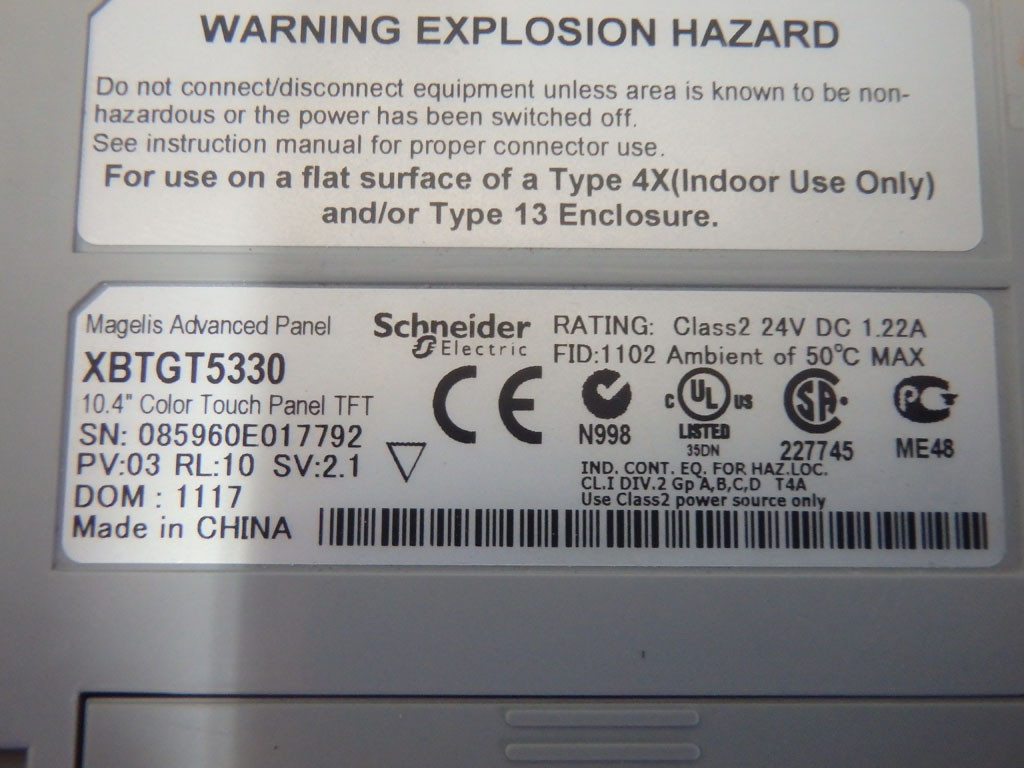 WARNING EXPLOSION HAZARD
Do not connect/disconnect equipment unless area is known to be non-
hazardous or the power has been switched off.
See instruction manual for proper connector use.
For use on a flat surface of a Type 4X(Indoor Use Only)
and/or Type 13 Enclosure.
Magelis Advanced Panel
XBTGT5330
10.4" Color Touch Panel TFT
SN: 085960E017792
PV:03 RL:10 SV:2.1
DOM : 1117
Made in CHINA
Schneider
Electric
RATING: Class2 24V DC 1.22A
FID:1102 Ambient of 50°C MAX
CE
N998
C UL US
LISTED
35DN
SA
227745
PC
ME48
IND. CONT. EQ. FOR HAZ.LOC.
CL.I DIV.2 Gp A,B,C,D T4A
Use Class2 power source only